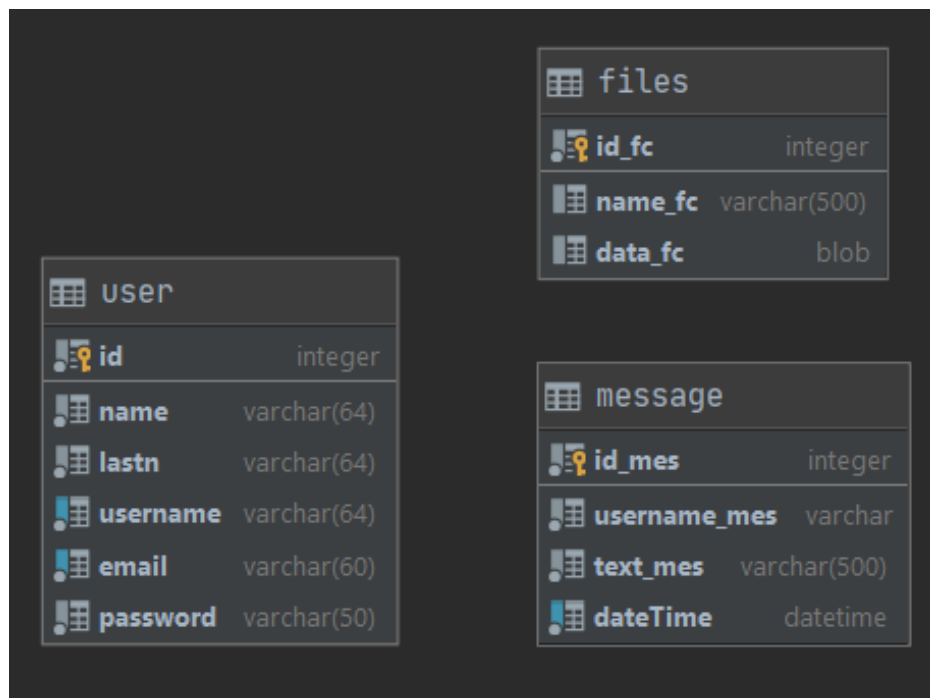 files
id_fc integer
name_fc varchar(500)
data_fc blob
user
id integer
name varchar(64)
lastn varchar(64)
username varchar(64)
email varchar(60)
password varchar(50)
message
id_mes integer
username_mes varchar
text_mes varchar(500)
dateTime datetime